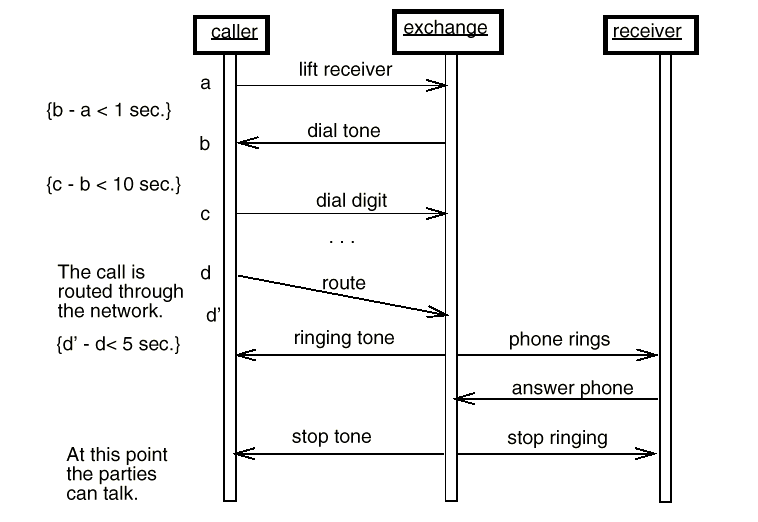 caller
exchange
receiver
a
lift receiver
{b - a < 1 sec.}
b
dial tone
{c - b < 10 sec.}
c
dial digit
. . .
The call is
routed through
the network.
d
route
d'
{d' - d< 5 sec.}
ringing tone
phone rings
answer phone
stop tone
stop ringing
At this point
the parties
can talk.